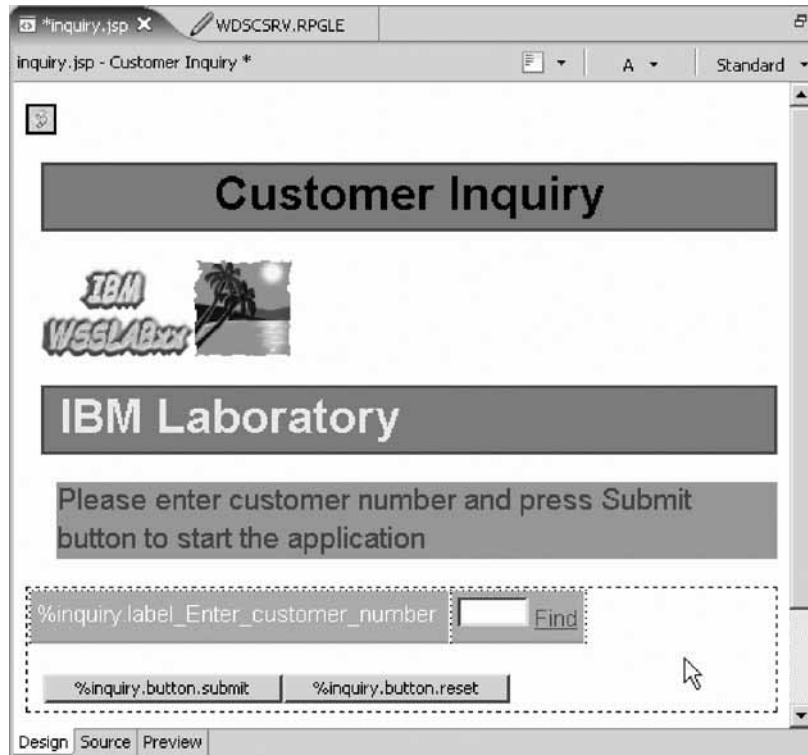 *inquiry.jsp WDSCSRV.RPGLE
inquiry.jsp - Customer Inquiry * A Standard
Customer Inquiry
IBM
WSSLABxx
IBM Laboratory
Please enter customer number and press Submit
button to start the application
%inquiry.label_Enter_customer_number Find
%inquiry.button.submit %inquiry.button.reset
Design Source Preview